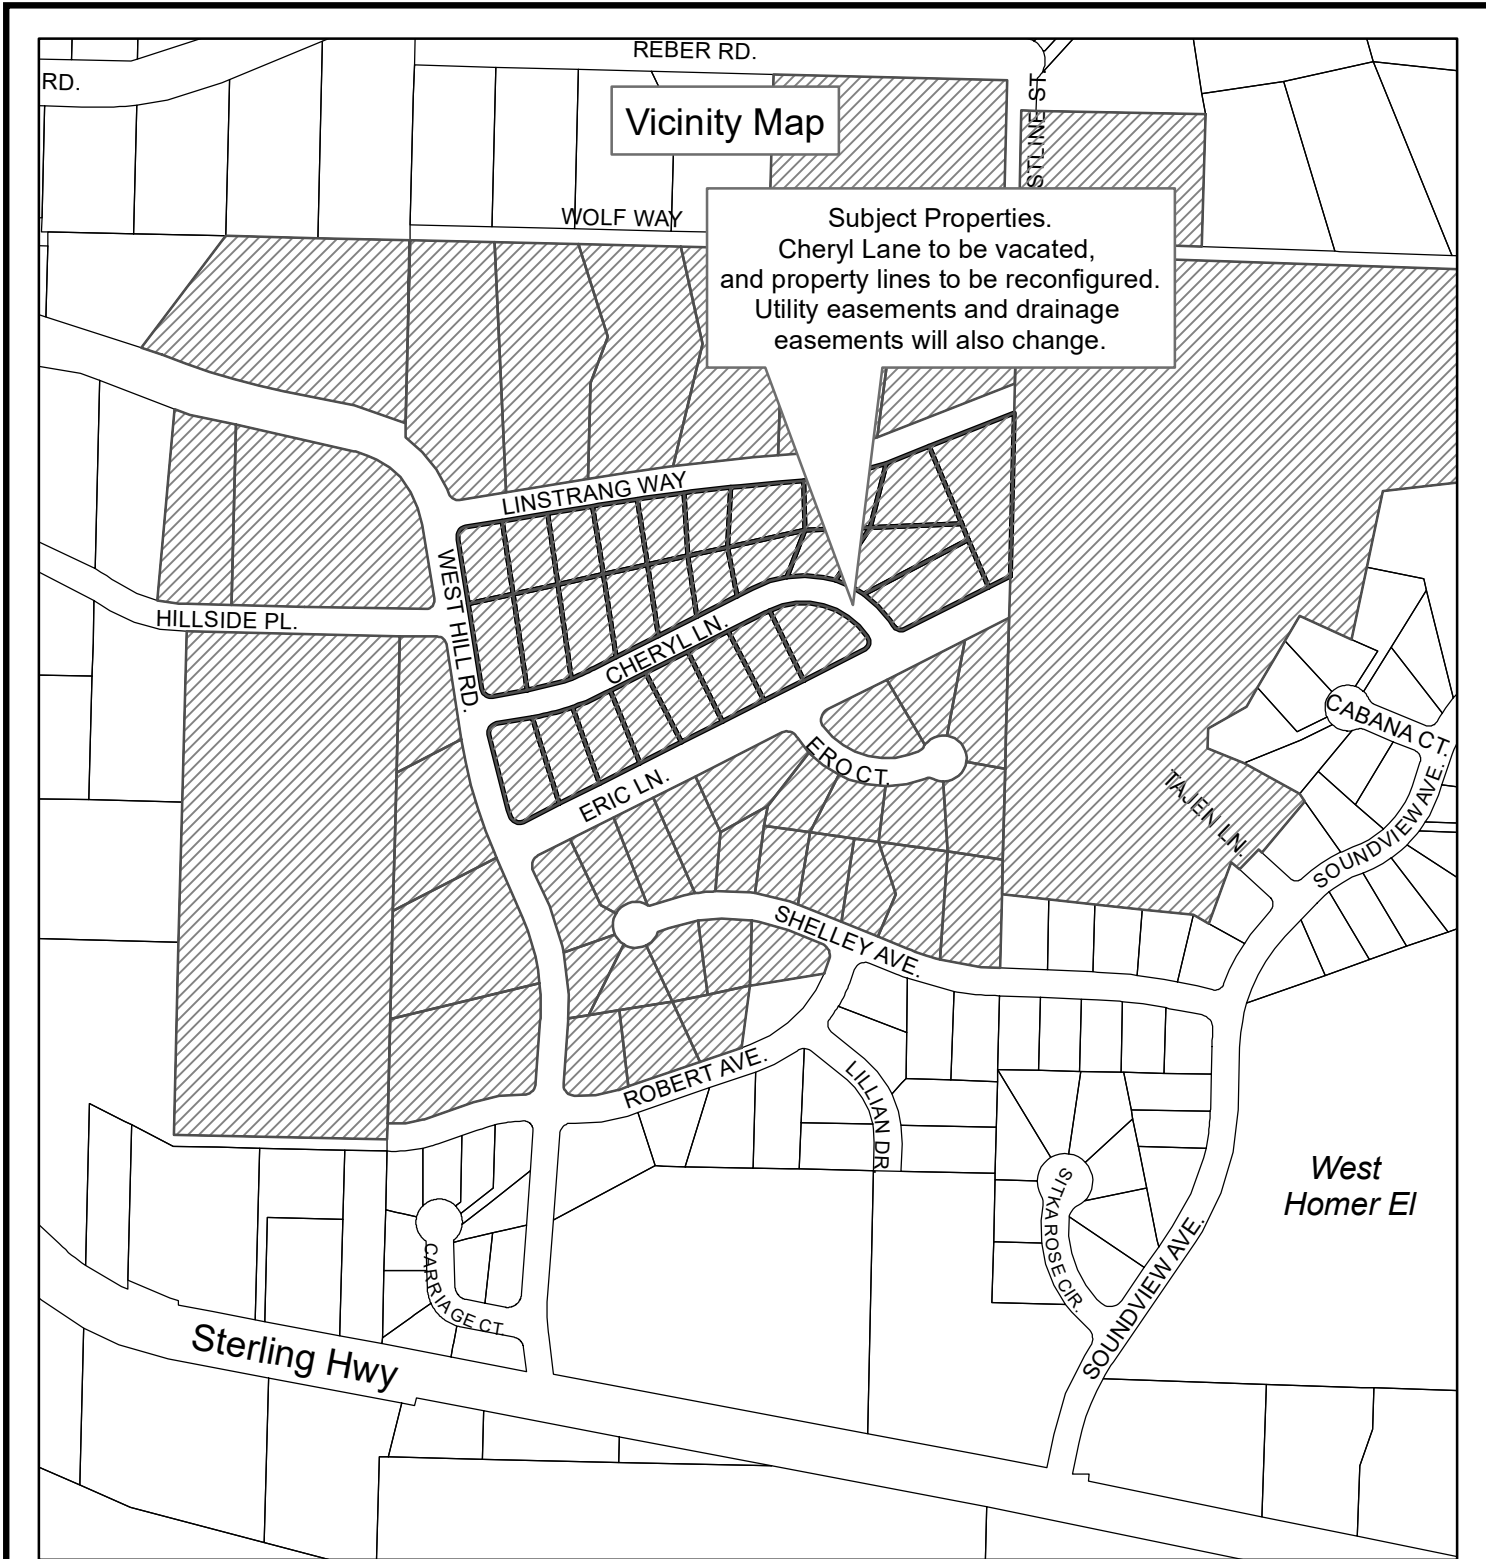 REBER RD.
RD.
STLINE ST.
Vicinity Map
WOLF WAY
Subject Properties.
Cheryl Lane to be vacated,
and property lines to be reconfigured.
Utility easements and drainage
easements will also change.
LINSTRANG WAY
WEST HILL RD.
HILLSIDE PL.
CHERYL LN.
CABANA CT.
ERO CT.
ERIC LN.
TAJEN LN.
SOUNDVIEW AVE.
SHELLEY AVE.
ROBERT AVE.
LILLIAN DR.
West
Homer El
SITKA ROSE CIR.
CARRIAGE CT.
SOUNDVIEW AVE.
Sterling Hwy